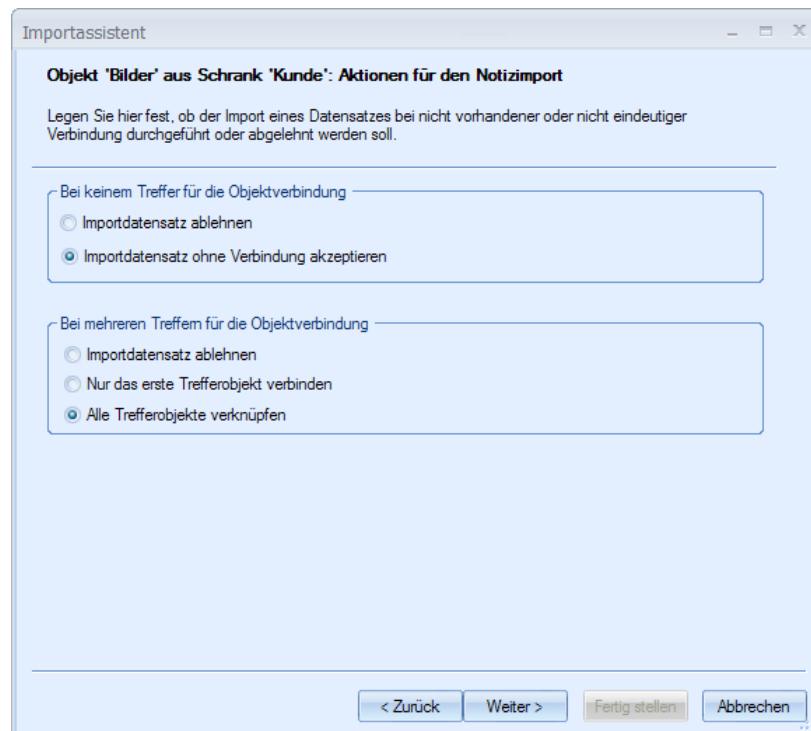 Importassistent
Objekt 'Bilder' aus Schrank 'Kunde': Aktionen für den Notizimport
Legen Sie hier fest, ob der Import eines Datensatzes bei nicht vorhandener oder nicht eindeutiger
Verbindung durchgeführt oder abgelehnt werden soll.
Bei keinem Treffer für die Objektverbindung
Importdatensatz ablehnen
Importdatensatz ohne Verbindung akzeptieren
Bei mehreren Treffern für die Objektverbindung
Importdatensatz ablehnen
Nur das erste Trefferobjekt verbinden
Alle Trefferobjekte verknüpfen
< Zurück Weiter > Fertig stellen Abbrechen